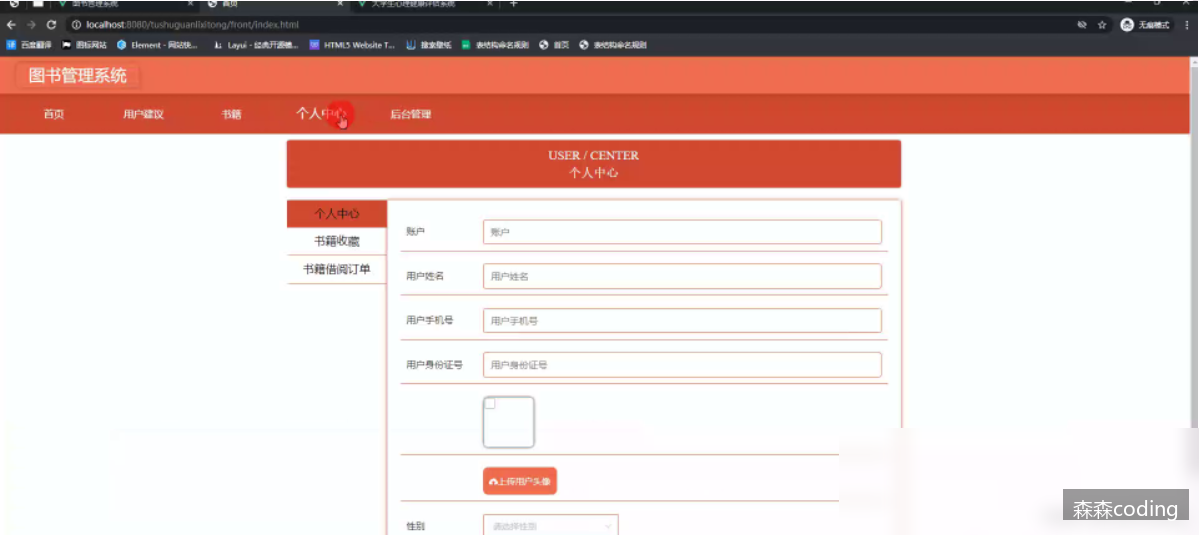 图书管理系统
首页
大学生心理健康评估系统
localhost:8080/tushuguanlixitong/front/index.html
无痕模式
百度翻译 图标网站 Element - 网站快... Layui - 经典开源模... HTML5 Website T... 搜索壁纸 表结构命名规则 首页 表结构命名规则
图书管理系统
首页 用户建议 书籍 个人中心 后台管理
USER / CENTER
个人中心
个人中心
书籍收藏
书籍借阅订单
账户 账户
用户姓名 用户姓名
用户手机号 用户手机号
用户身份证号 用户身份证号
上传用户头像
性别 请选择性别
森森coding